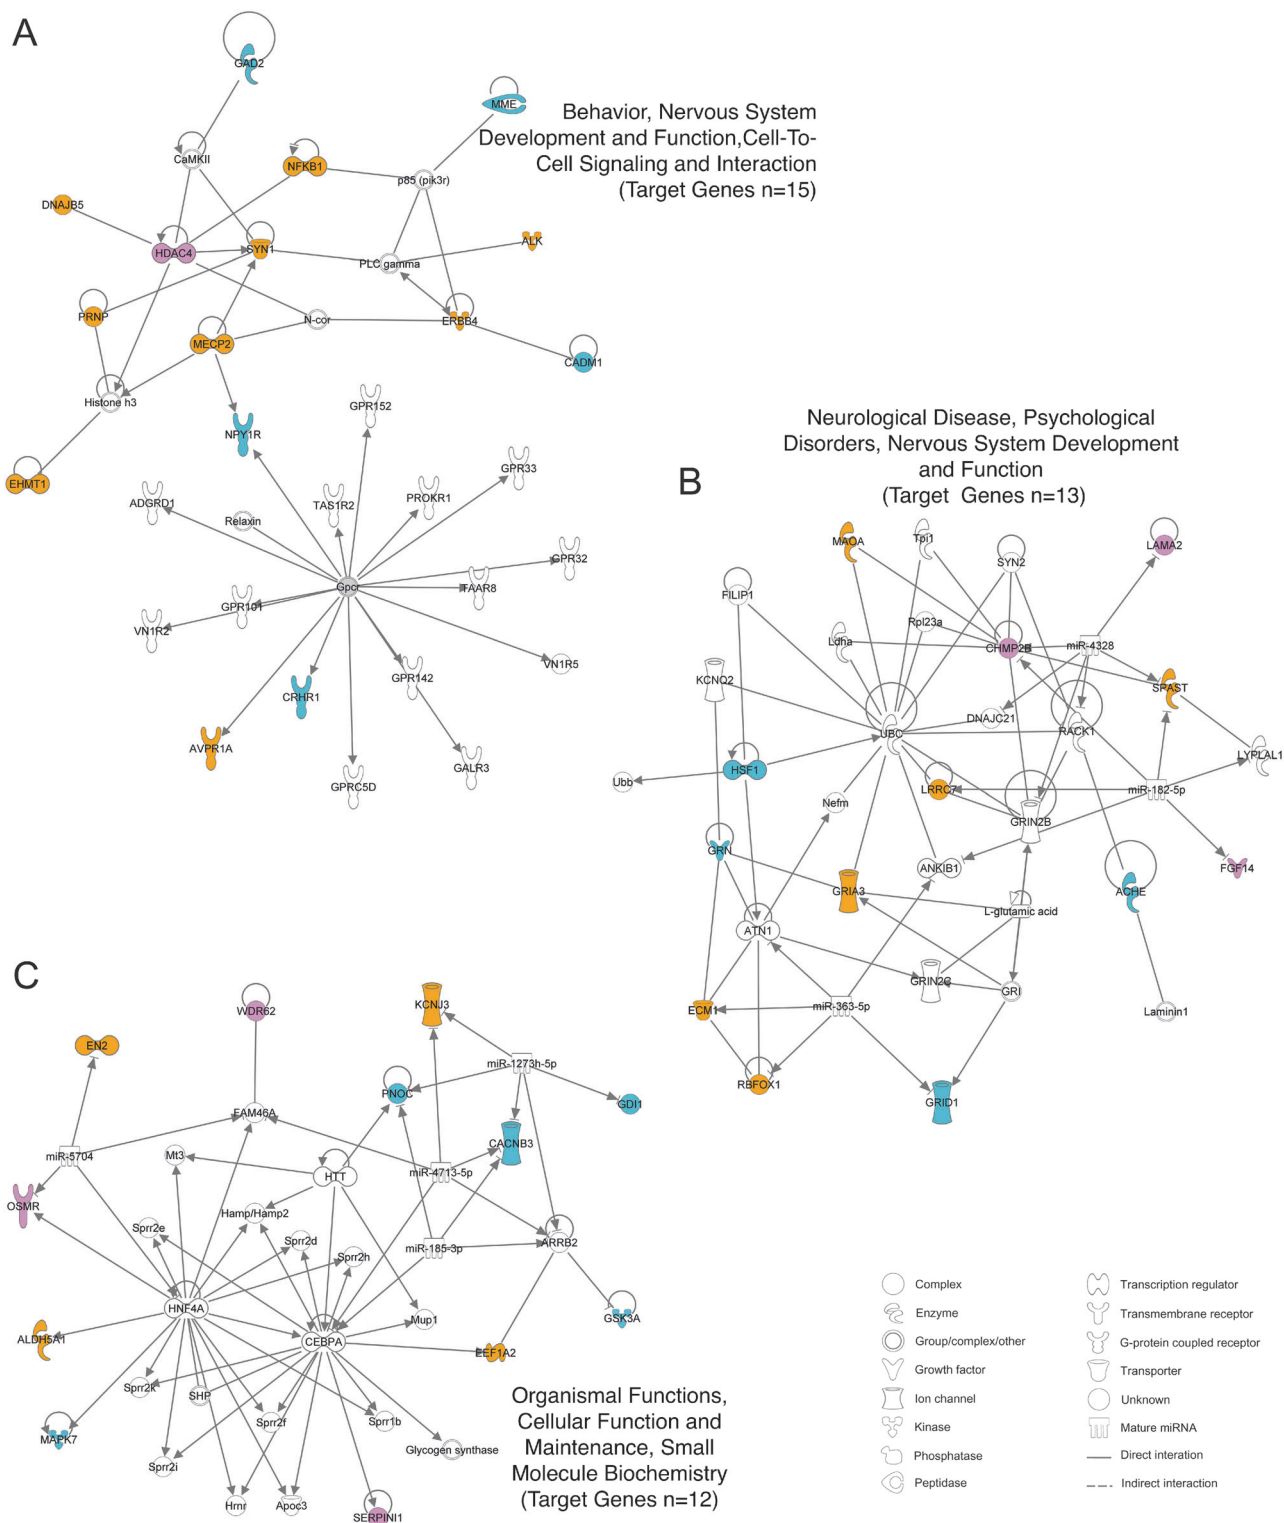 A
GAD2
MME
Behavior, Nervous System
Development and Function,Cell-To-
Cell Signaling and Interaction
(Target Genes n=15)
CaMKII
NFKB1
p85 (pik3r)
DNAJB5
HDAC4
SYN1
PLC gamma
ALK
PRNP
MECP2
N-cor
ERBB4
CADM1
Histone h3
NPY1R
GPR152
EHMT1
ADGRD1
Relaxin
TAS1R2
PROKR1
GPR33
GPR32
Gpcr
TAAR8
GPR101
VN1R2
VN1R5
GPR142
CRHR1
AVPR1A
GPRC5D
GALR3
Neurological Disease, Psychological
Disorders, Nervous System Development
and Function
(Target Genes n=13)
B
MAOA
Tpi1
SYN2
LAMA2
FILIP1
Rpl23a
Ldha
CHMP2B
miR-4328
KCNQ2
SPAST
DNAJC21
UBC
RACK1
LYPLAL1
HSF1
Ubb
LRRC7
miR-182-5p
Nefm
GRIN2B
GRN
ANKIB1
FGF14
GRIA3
ACHE
L-glutamic acid
ATN1
GRIN2C
GRI
ECM1
miR-363-5p
Laminin1
RBFOX1
GRID1
C
WDR62
KCNJ3
EN2
miR-1273h-5p
PNOC
GDI1
FAM46A
CACNB3
miR-5704
Mt3
HTT
miR-4713-5p
OSMR
Hamp/Hamp2
Sprr2e
Sprr2d
Sprr2h
miR-185-3p
ARRB2
HNF4A
Mup1
GSK3A
CEBPA
ALDH5A1
EEF1A2
Sprr2k
SHP
Sprr2f
Sprr1b
MAPK7
Glycogen synthase
Sprr2i
Hrnr
Apoc3
SERPINI1
Organismal Functions,
Cellular Function and
Maintenance, Small
Molecule Biochemistry
(Target Genes n=12)
Complex
Enzyme
Group/complex/other
Growth factor
Ion channel
Kinase
Phosphatase
Peptidase
Transcription regulator
Transmembrane receptor
G-protein coupled receptor
Transporter
Unknown
Mature miRNA
Direct interation
Indirect interaction